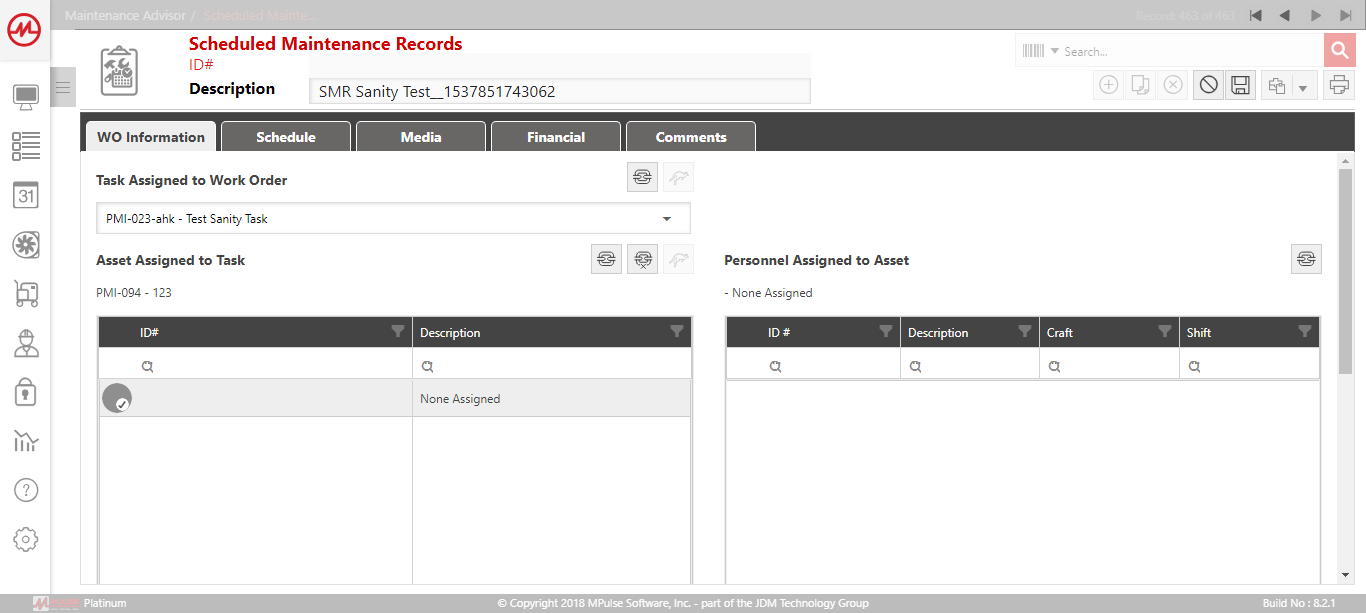 Maintenance Advisor / Scheduled Mainte...
Record: 463 of 463
Scheduled Maintenance Records
ID#
Description
SMR Sanity Test__1537851743062
Search...
WO Information
Schedule
Media
Financial
Comments
Task Assigned to Work Order
PMI-023-ahk - Test Sanity Task
31
Asset Assigned to Task
Personnel Assigned to Asset
PMI-094 - 123
- None Assigned
ID#
Description
ID #
Description
Craft
Shift
None Assigned
?
Platinum
© Copyright 2018 MPulse Software, Inc. - part of the JDM Technology Group
Build No : 8.2.1